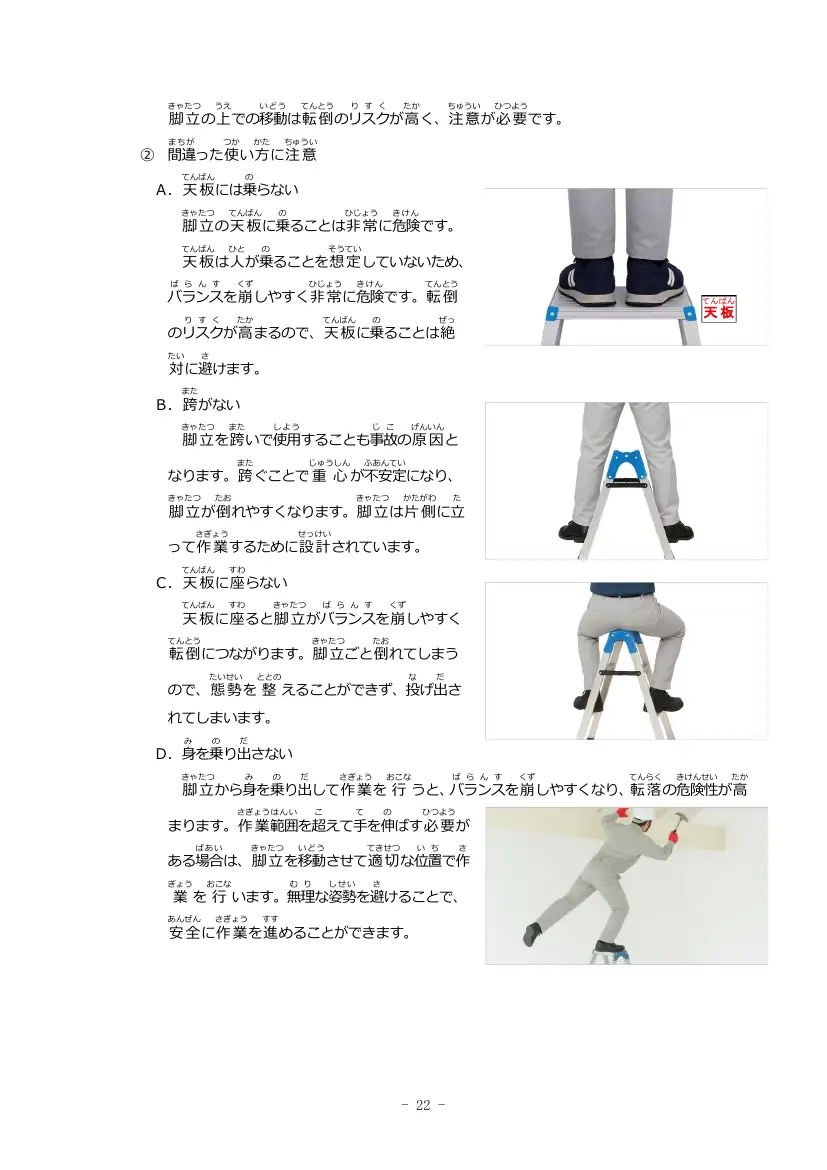 脚立の上での移動は転倒のリスクが高く、注意が必要です。
② 間違った使い方に注意
A．天板には乗らない
脚立の天板に乗ることは非常に危険です。
天板は人が乗ることを想定していないため、
バランスを崩しやすく非常に危険です。転倒
のリスクが高まるので、天板に乗ることは絶
対に避けます。
てんばん
天板
B．跨がない
脚立を跨いで使用することも事故の原因と
なります。跨ぐことで重心が不安定になり、
脚立が倒れやすくなります。脚立は片側に立
って作業するために設計されています。
C．天板に座らない
天板に座ると脚立がバランスを崩しやすく
転倒につながります。脚立ごと倒れてしまう
ので、態勢を整えることができず、投げ出さ
れてしまいます。
D．身を乗り出さない
脚立から身を乗り出して作業を行うと、バランスを崩しやすくなり、転落の危険性が高
まります。作業範囲を超えて手を伸ばす必要が
ある場合は、脚立を移動させて適切な位置で作
業を行います。無理な姿勢を避けることで、
安全に作業を進めることができます。
- 22 -